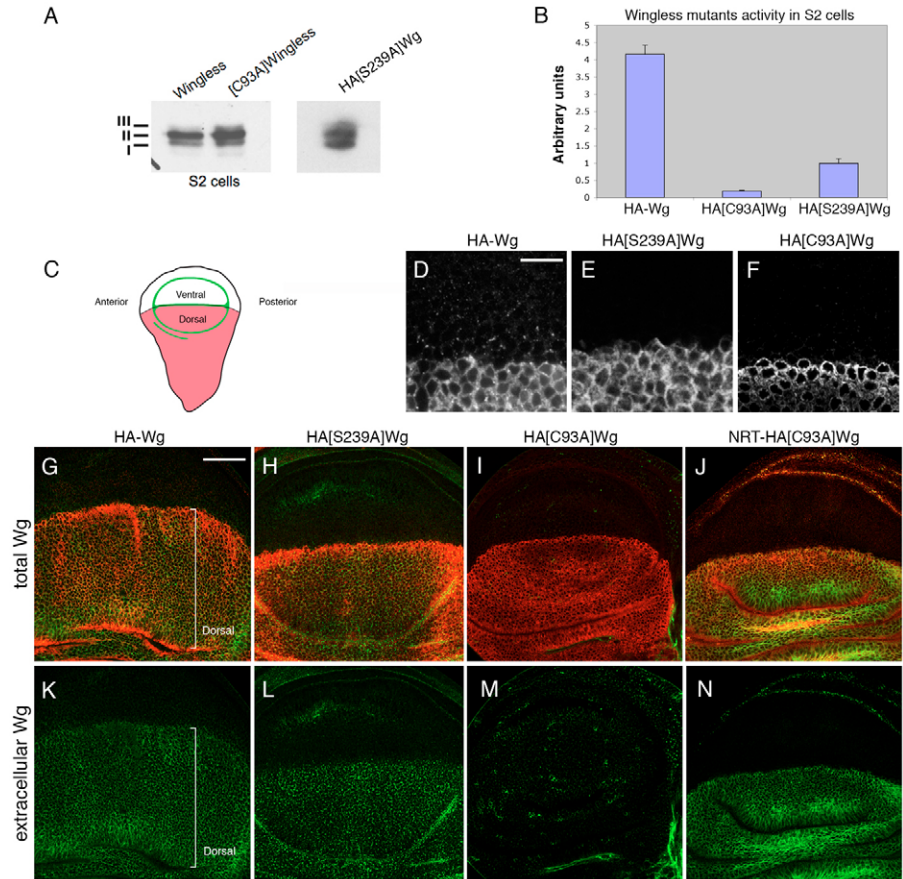 A
Wingless
[C93A]Wingless
HA[S239A]Wg
III
II
I
S2 cells
B
Wingless mutants activity in S2 cells
Arbitrary units
5
4.5
4
3.5
3
2.5
2
1.5
1
0.5
0
HA-Wg
HA[C93A]Wg
HA[S239A]Wg
C
Anterior
Ventral
Posterior
Dorsal
HA-Wg
HA[S239A]Wg
HA[C93A]Wg
D
E
F
HA-Wg
HA[S239A]Wg
HA[C93A]Wg
NRT-HA[C93A]Wg
total Wg
G
H
I
J
Dorsal
extracellular Wg
K
L
M
N
Dorsal